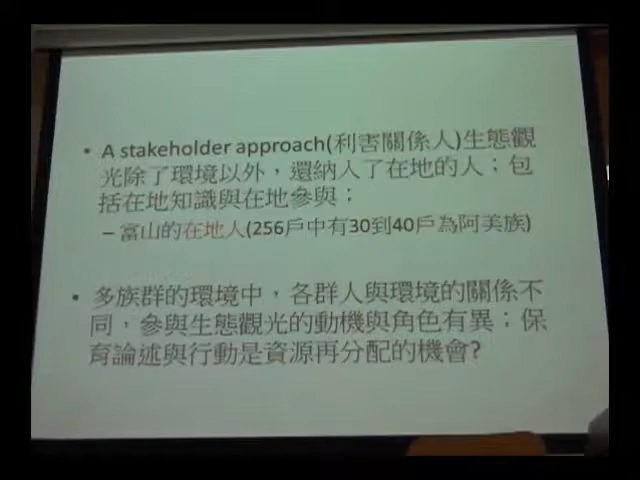 • A stakeholder approach(利害關係人)生態觀
光除了環境以外，還納入了在地的人；包
括在地知識與在地參與；
– 富山的在地人(256戶中有30到40戶為阿美族)
• 多族群的環境中，各群人與環境的關係不
同，參與生態觀光的動機與角色有異；保
育論述與行動是資源再分配的機會?